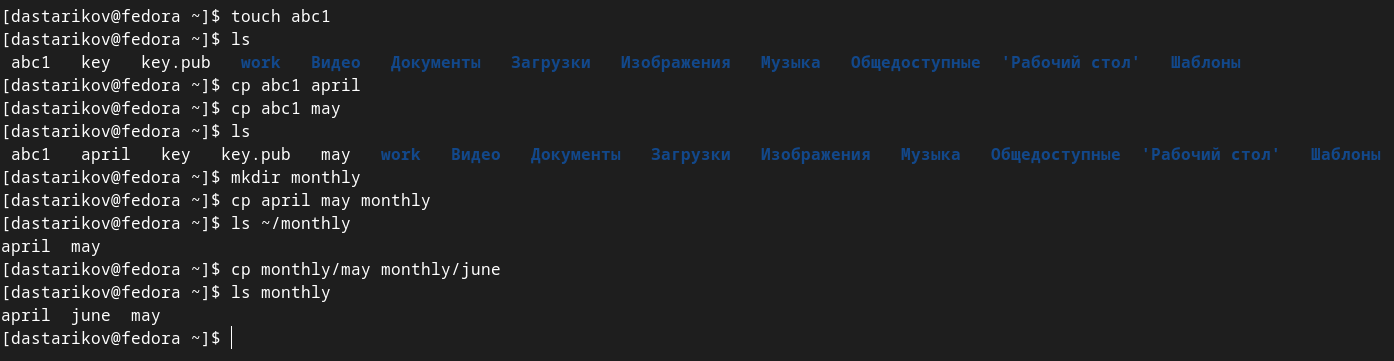 [dastarikov@fedora ~]$ touch abc1
[dastarikov@fedora ~]$ ls
abc1 key key.pub work Видео Документы Загрузки Изображения Музыка Общедоступные 'Рабочий стол' Шаблоны
[dastarikov@fedora ~]$ cp abc1 april
[dastarikov@fedora ~]$ cp abc1 may
[dastarikov@fedora ~]$ ls
abc1 april key key.pub may work Видео Документы Загрузки Изображения Музыка Общедоступные 'Рабочий стол' Шаблоны
[dastarikov@fedora ~]$ mkdir monthly
[dastarikov@fedora ~]$ cp april may monthly
[dastarikov@fedora ~]$ ls ~/monthly
april may
[dastarikov@fedora ~]$ cp monthly/may monthly/june
[dastarikov@fedora ~]$ ls monthly
april june may
[dastarikov@fedora ~]$